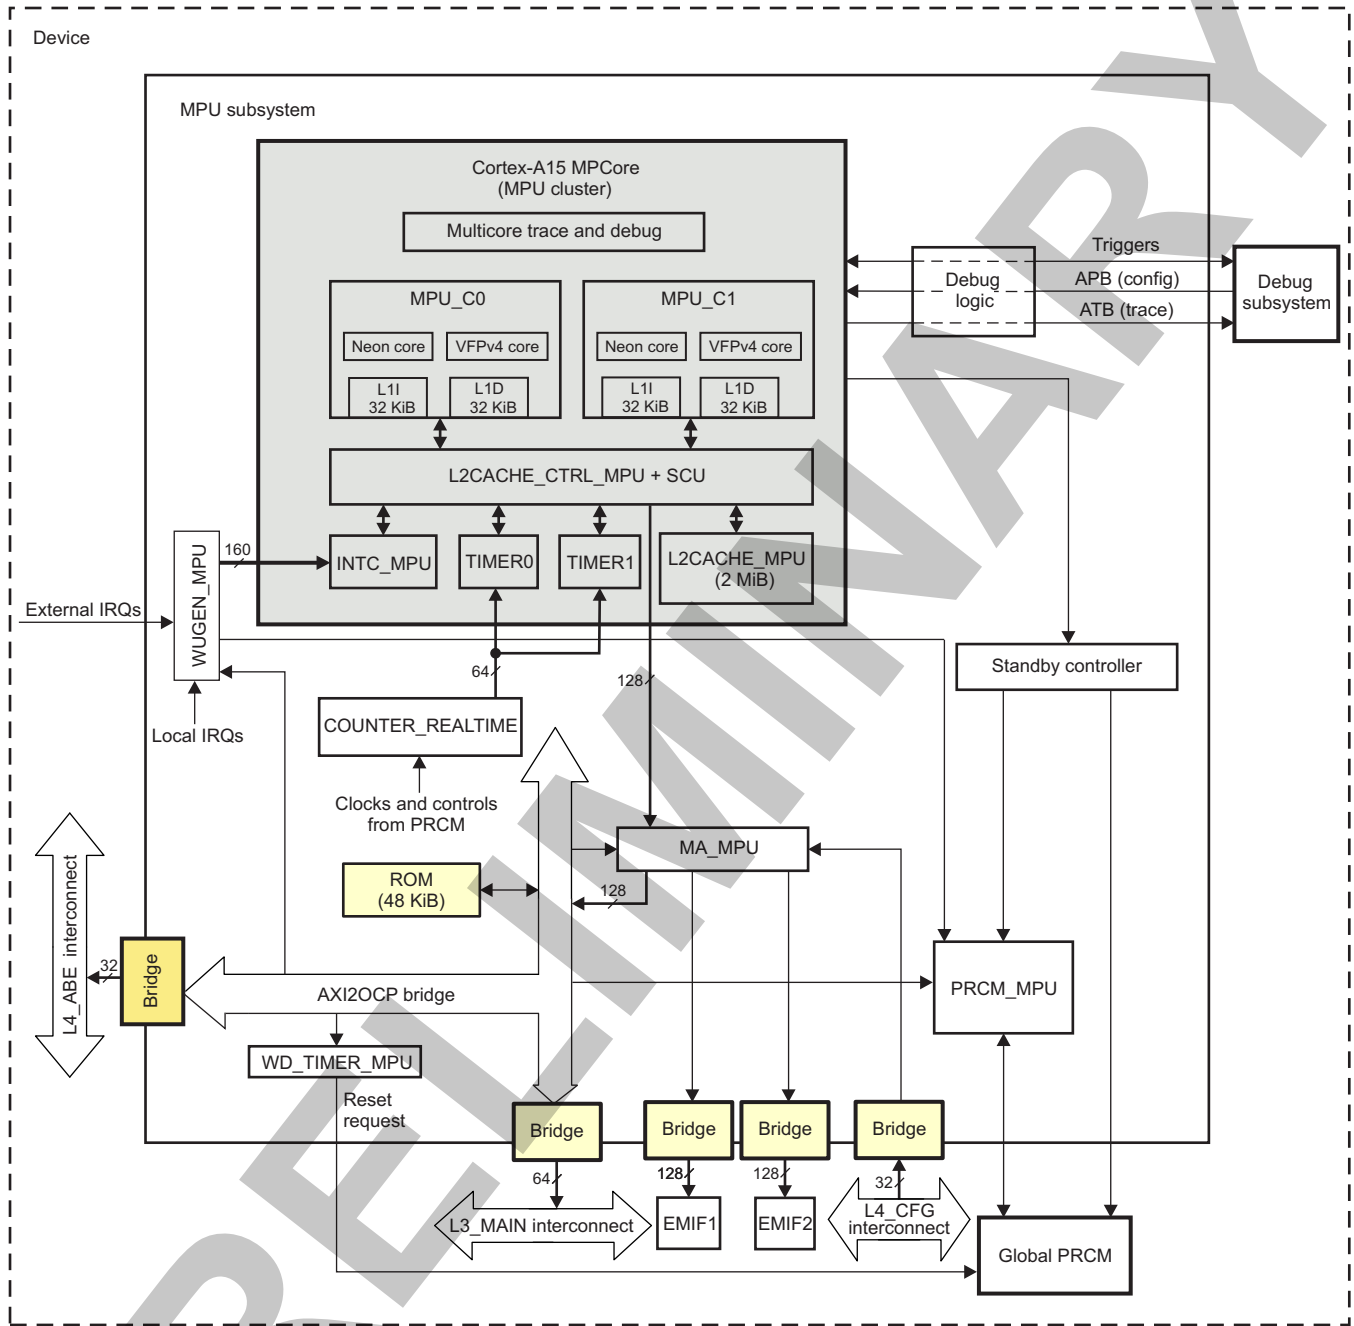 Device
MPU subsystem
Cortex-A15 MPCore
(MPU cluster)
Multicore trace and debug
MPU_C0
Neon core
VFPv4 core
L1I
32 KiB
L1D
32 KiB
MPU_C1
Neon core
VFPv4 core
L1I
32 KiB
L1D
32 KiB
L2CACHE_CTRL_MPU + SCU
INTC_MPU
TIMER0
TIMER1
L2CACHE_MPU
(2 MiB)
Debug
logic
Triggers
APB (config)
ATB (trace)
Debug
subsystem
160
WUGEN_MPU
External IRQs
Local IRQs
64
128
COUNTER_REALTIME
Clocks and controls
from PRCM
Standby controller
MA_MPU
128
ROM
(48 KiB)
L4_ABE interconnect
32
Bridge
AXI2OCP bridge
PRCM_MPU
WD_TIMER_MPU
Reset
request
Bridge
Bridge
Bridge
Bridge
64
128
128
32
L3_MAIN interconnect
EMIF1
EMIF2
L4_CFG
interconnect
Global PRCM
PRELIMINARY